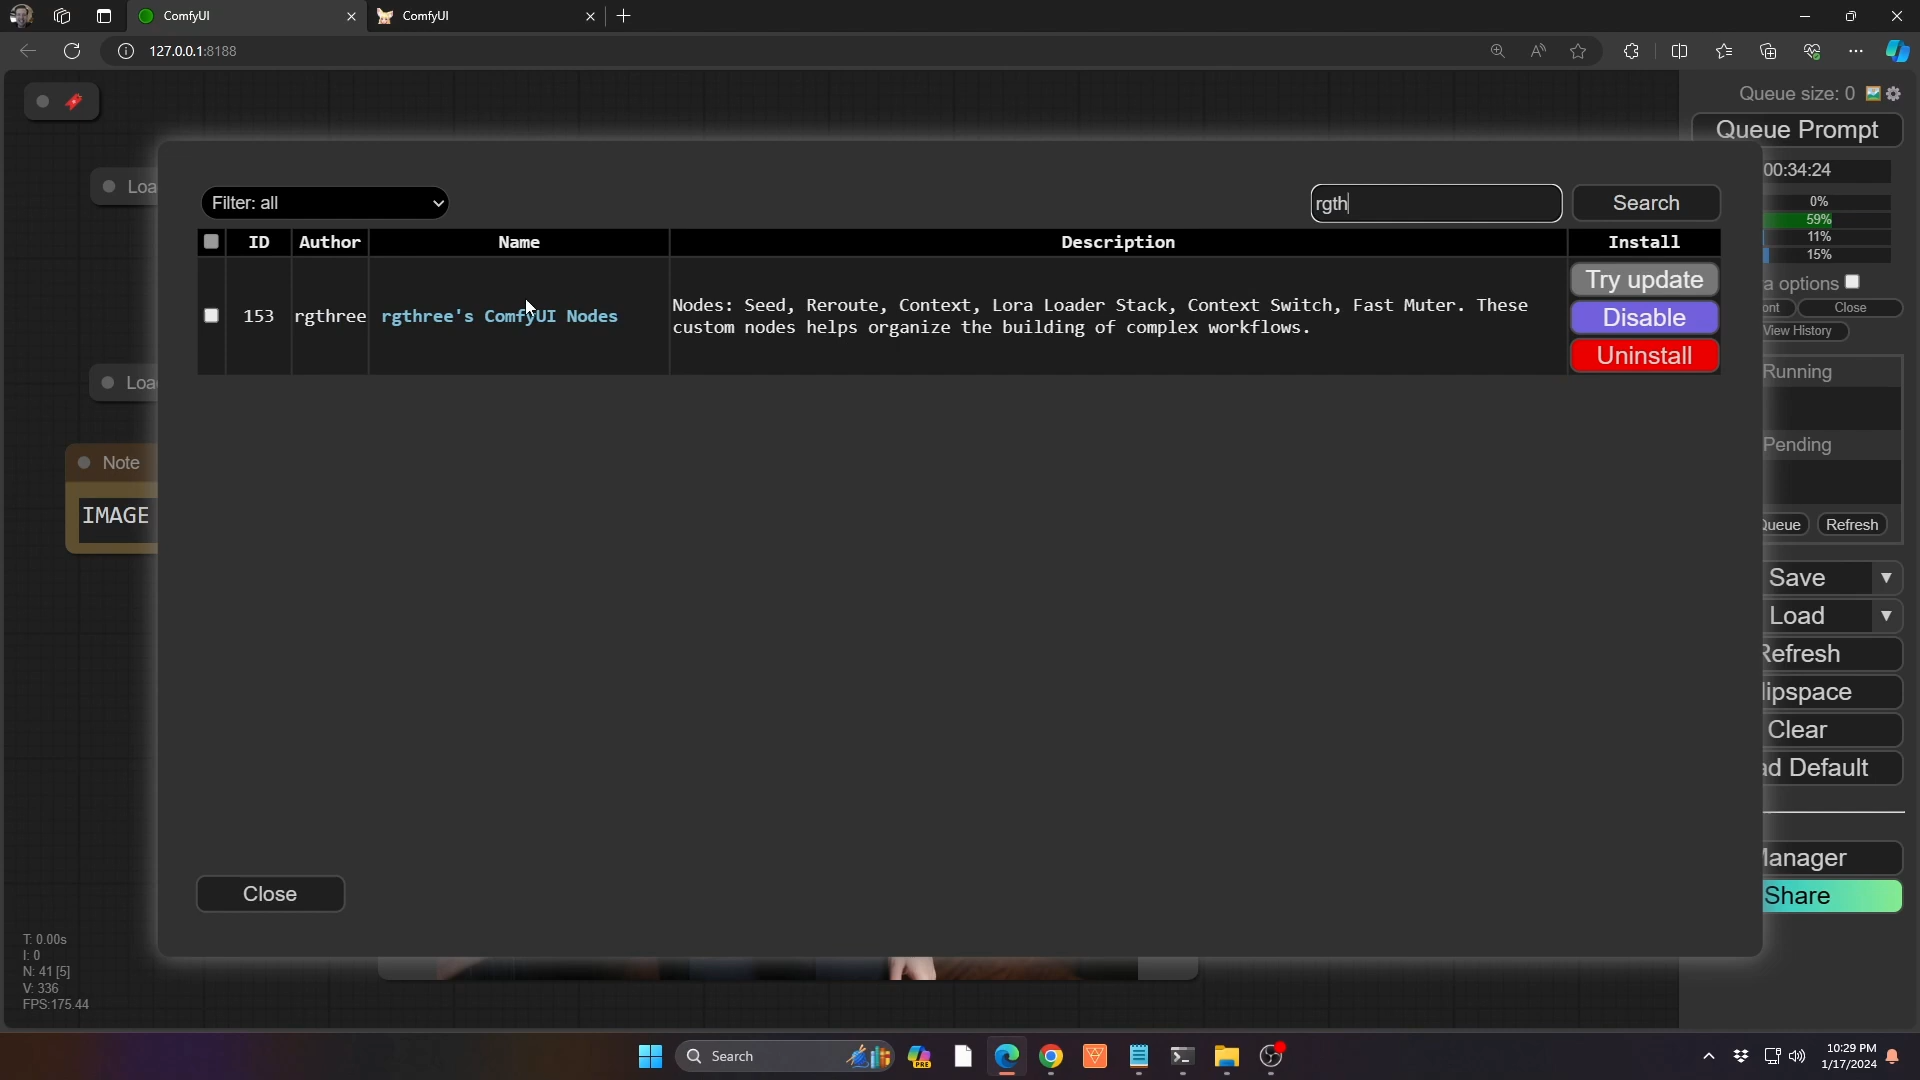 ComfyUI
ComfyUI
127.0.0.1:8188
Queue size: 0
Queue Prompt
Loa
00:34:24
Filter: all
rgth
Search
0%
59%
11%
15%
ID Author Name Description Install
Try update
a options
153 rgthree rgthree's ComfyUI Nodes
Nodes: Seed, Reroute, Context, Lora Loader Stack, Context Switch, Fast Muter. These
custom nodes helps organize the building of complex workflows.
Disable
Uninstall
ont
Close
View History
Running
Loa
Pending
Note
IMAGE
Queue
Refresh
Save
Load
Refresh
lipspace
Clear
ad Default
Manager
Share
Close
T: 0.00s
I: 0
N: 41 [5]
V: 336
FPS:175.44
Search
PRE
10:29 PM
1/17/2024